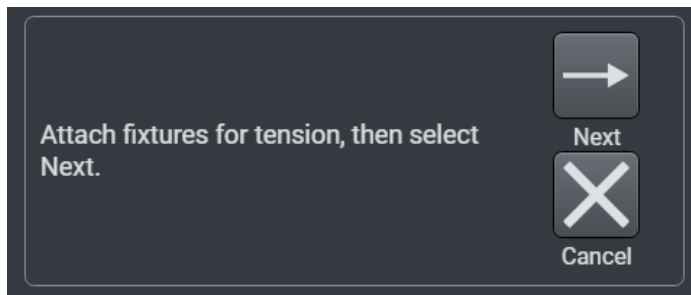 Attach fixtures for tension, then select
Next.
Next
Cancel